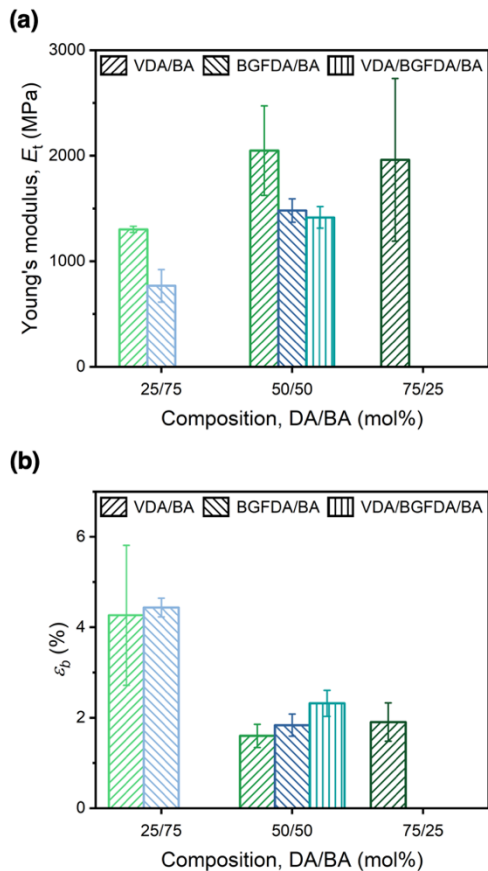 (a)
3000
VDA/BA BGFDA/BA VDA/BGFDA/BA
2000
1000
0
Young's modulus, Eₜ (MPa)
25/75 50/50 75/25
Composition, DA/BA (mol%)
(b)
VDA/BA BGFDA/BA VDA/BGFDA/BA
6
4
2
0
εb (%)
25/75 50/50 75/25
Composition, DA/BA (mol%)